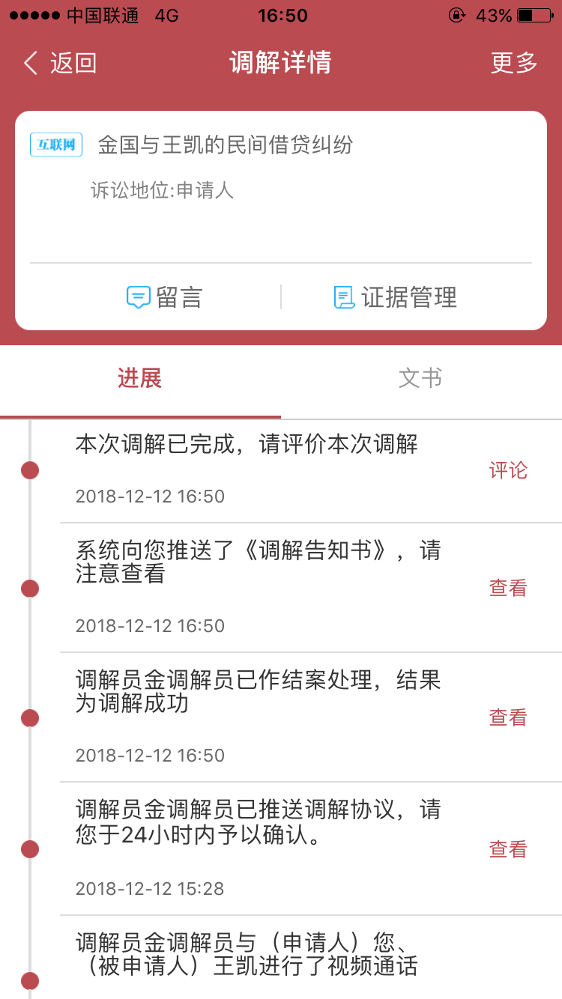 中国联通 4G 16:50 43%
返回 调解详情 更多
互联网 金国与王凯的民间借贷纠纷
诉讼地位:申请人
留言 证据管理
进展 文书
本次调解已完成，请评价本次调解
评论
2018-12-12 16:50
系统向您推送了《调解告知书》，请
注意查看
查看
2018-12-12 16:50
调解员金调解员已作结案处理，结果
为调解成功
查看
2018-12-12 16:50
调解员金调解员已推送调解协议，请
您于24小时内予以确认。
查看
2018-12-12 15:28
调解员金调解员与（申请人）您、
（被申请人）王凯进行了视频通话